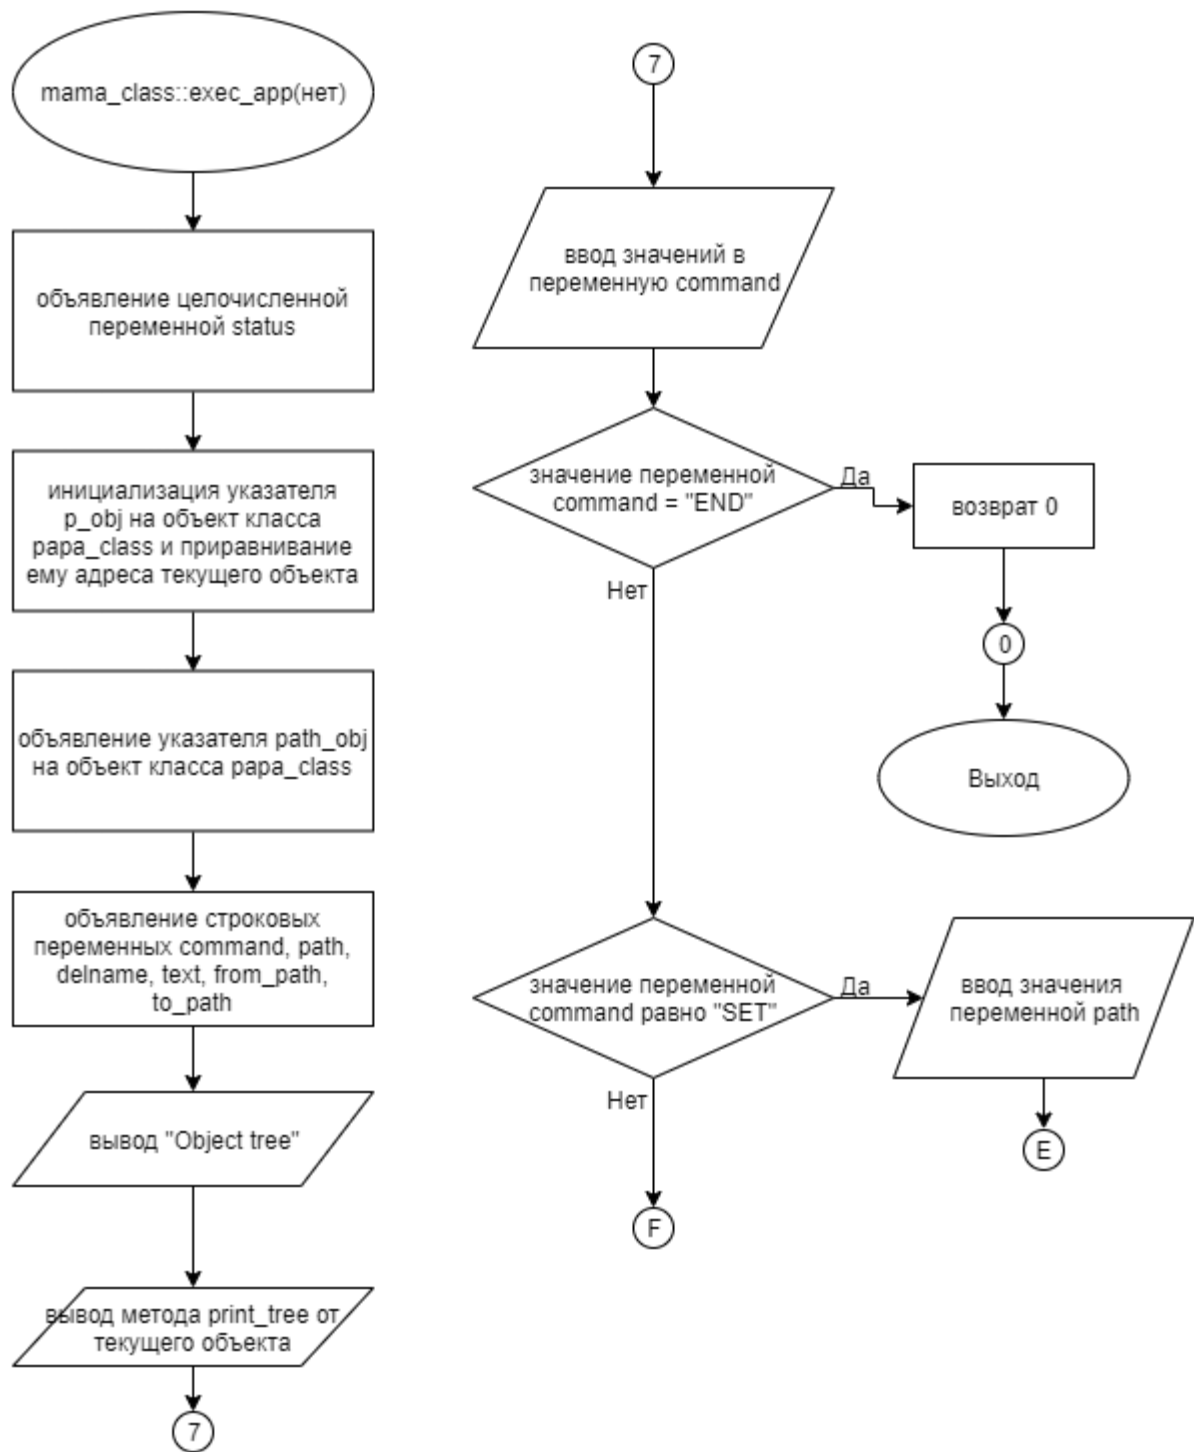 mama_class::exec_app(нет)
объявление целочисленной
переменной status
инициализация указателя
p_obj на объект класса
papa_class и приравнивание
ему адреса текущего объекта
объявление указателя path_obj
на объект класса papa_class
объявление строковых
переменных command, path,
delname, text, from_path,
to_path
вывод "Object tree"
вывод метода print_tree от
текущего объекта
7
7
ввод значений в
переменную command
значение переменной
command = "END"
Да
возврат 0
Нет
0
Выход
значение переменной
command равно "SET"
Да
ввод значения
переменной path
Нет
E
F